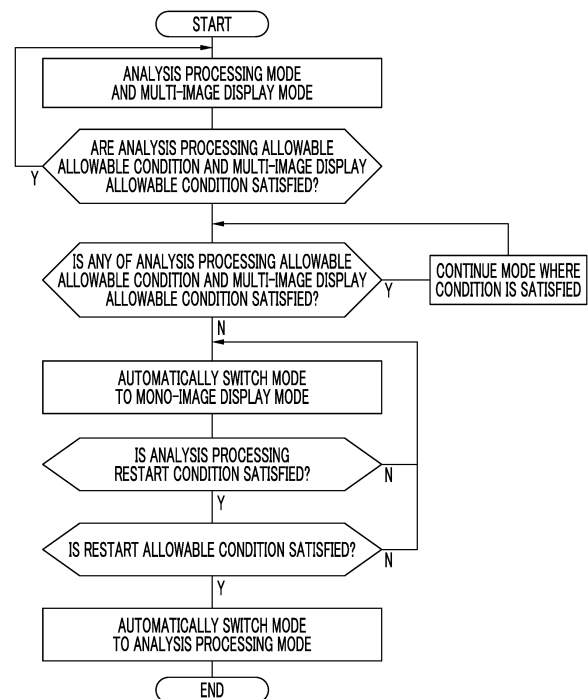 START
ANALYSIS PROCESSING MODE
AND MULTI-IMAGE DISPLAY MODE
ARE ANALYSIS PROCESSING ALLOWABLE
ALLOWABLE CONDITION AND MULTI-IMAGE DISPLAY
ALLOWABLE CONDITION SATISFIED?
Y
IS ANY OF ANALYSIS PROCESSING ALLOWABLE
ALLOWABLE CONDITION AND MULTI-IMAGE DISPLAY
ALLOWABLE CONDITION SATISFIED?
Y
CONTINUE MODE WHERE
CONDITION IS SATISFIED
N
AUTOMATICALLY SWITCH MODE
TO MONO-IMAGE DISPLAY MODE
IS ANALYSIS PROCESSING
RESTART CONDITION SATISFIED?
N
Y
IS RESTART ALLOWABLE CONDITION SATISFIED?
N
Y
AUTOMATICALLY SWITCH MODE
TO ANALYSIS PROCESSING MODE
END